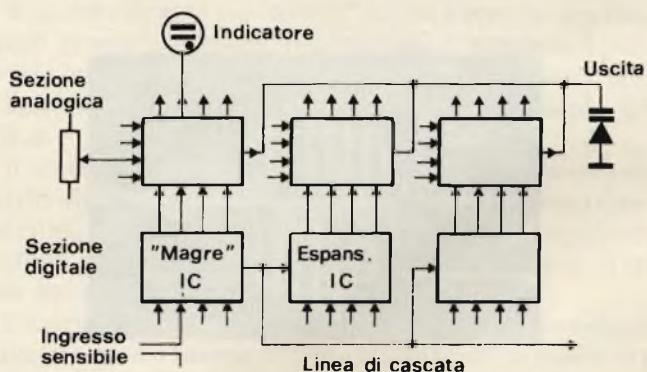 Indicatore
Sezione
analogica
Uscita
Sezione
digitale
"Magre"
IC
Espans.
IC
Ingresso
sensibile
Linea di cascata